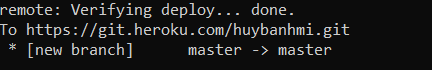 remote: Verifying deploy... done.
To https://git.heroku.com/huybanhmi.git
 * [new branch]      master -> master